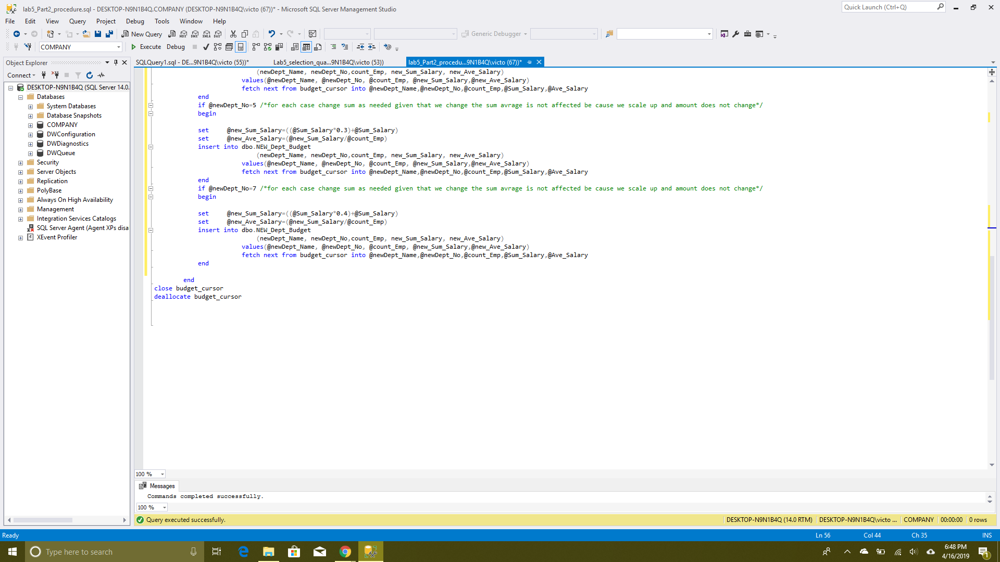 lab5_Part2_procedure.sql - DESKTOP-N9N1B4Q.COMPANY (DESKTOP-N9N1B4Q\victo (67))* - Microsoft SQL Server Management Studio
Quick Launch (Ctrl+Q)
File Edit View Query Project Debug Tools Window Help
New Query MDX DMX XMLA DAX Generic Debugger
COMPANY Execute Debug
Object Explorer
SQLQuery1.sql - DE...9N1B4Q\victo (55))* Lab5_selection_qua...9N1B4Q\victo (53)) lab5_Part2_procedu...9N1B4Q\victo (67))*
Connect
DESKTOP-N9N1B4Q (SQL Server 14.0.
Databases
System Databases
Database Snapshots
COMPANY
DWConfiguration
DWDiagnostics
DWQueue
Security
Server Objects
Replication
PolyBase
Always On High Availability
Management
Integration Services Catalogs
SQL Server Agent (Agent XPs disa
XEvent Profiler
(newDept_Name, newDept_No,count_Emp, new_Sum_Salary, new_Ave_Salary)
values(@newDept_Name, @newDept_No, @count_Emp, @new_Sum_Salary,@new_Ave_Salary)
fetch next from budget_cursor into @newDept_Name,@newDept_No,@count_Emp,@Sum_Salary,@Ave_Salary
end
if @newDept_No=5 /*for each case change sum as needed given that we change the sum avrage is not affected be cause we scale up and amount does not change*/
begin
set @new_Sum_Salary=((@Sum_Salary*0.3)+@Sum_Salary)
set @new_Ave_Salary=(@new_Sum_Salary/@count_Emp)
insert into dbo.NEW_Dept_Budget
(newDept_Name, newDept_No,count_Emp, new_Sum_Salary, new_Ave_Salary)
values(@newDept_Name, @newDept_No, @count_Emp, @new_Sum_Salary,@new_Ave_Salary)
fetch next from budget_cursor into @newDept_Name,@newDept_No,@count_Emp,@Sum_Salary,@Ave_Salary
end
if @newDept_No=7 /*for each case change sum as needed given that we change the sum avrage is not affected be cause we scale up and amount does not change*/
begin
set @new_Sum_Salary=((@Sum_Salary*0.4)+@Sum_Salary)
set @new_Ave_Salary=(@new_Sum_Salary/@count_Emp)
insert into dbo.NEW_Dept_Budget
(newDept_Name, newDept_No,count_Emp, new_Sum_Salary, new_Ave_Salary)
values(@newDept_Name, @newDept_No, @count_Emp, @new_Sum_Salary,@new_Ave_Salary)
fetch next from budget_cursor into @newDept_Name,@newDept_No,@count_Emp,@Sum_Salary,@Ave_Salary
end
end
close budget_cursor
deallocate budget_cursor
100 %
Messages
Commands completed successfully.
100 %
Query executed successfully. DESKTOP-N9N1B4Q (14.0 RTM) DESKTOP-N9N1B4Q\victo ... COMPANY 00:00:00 0 rows
Ready Ln 56 Col 44 Ch 35 INS
Type here to search
6:48 PM
4/16/2019
1